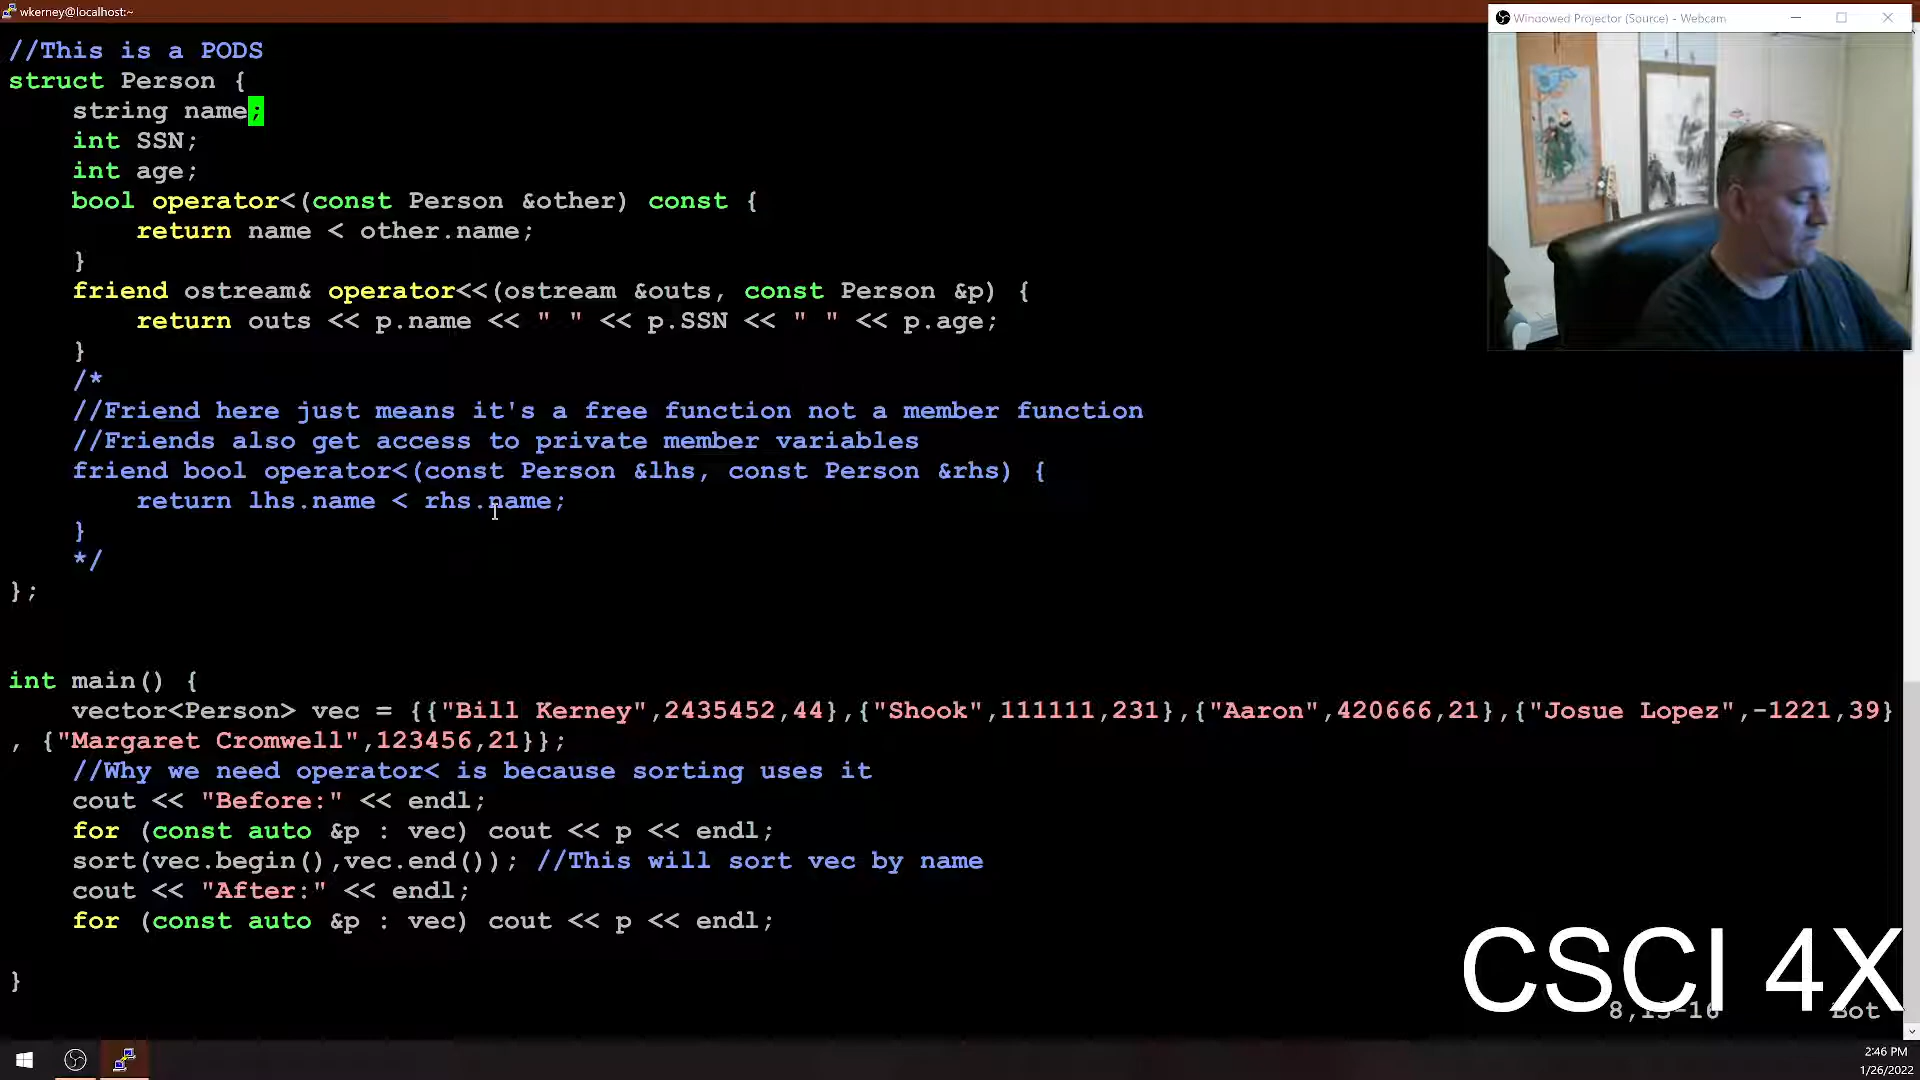 wkerney@localhost:~
Windowed Projector (Source) - Webcam
//This is a PODS
struct Person {
    string name;
    int SSN;
    int age;
    bool operator<(const Person &other) const {
        return name < other.name;
    }
    friend ostream& operator<<(ostream &outs, const Person &p) {
        return outs << p.name << " " << p.SSN << " " << p.age;
    }
    /*
    //Friend here just means it's a free function not a member function
    //Friends also get access to private member variables
    friend bool operator<(const Person &lhs, const Person &rhs) {
        return lhs.name < rhs.name;
    }
    */
};
int main() {
    vector<Person> vec = {{"Bill Kerney",2435452,44},{"Shook",111111,231},{"Aaron",420666,21},{"Josue Lopez",-1221,39}
, {"Margaret Cromwell",123456,21}};
    //Why we need operator< is because sorting uses it
    cout << "Before:" << endl;
    for (const auto &p : vec) cout << p << endl;
    sort(vec.begin(),vec.end()); //This will sort vec by name
    cout << "After:" << endl;
    for (const auto &p : vec) cout << p << endl;
}
CSCI 4X
Bot
2:46 PM
1/26/2022